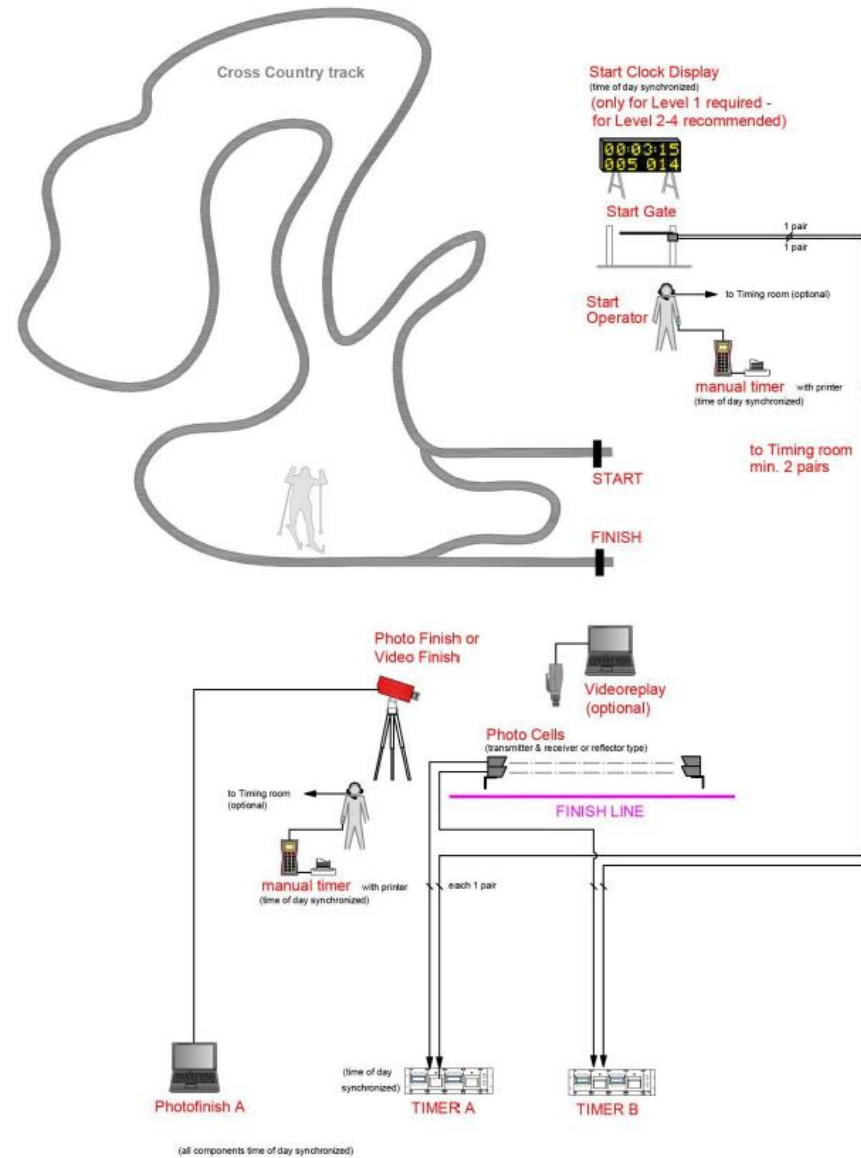 Cross Country track
Start Clock Display
(time of day synchronized)
(only for Level 1 required -
for Level 2-4 recommended)
00:03:15
005 014
Start Gate
1 pair
1 pair
to Timing room (optional)
Start
Operator
manual timer with printer
(time of day synchronized)
to Timing room
min. 2 pairs
START
FINISH
Photo Finish or
Video Finish
Videoreplay
(optional)
Photo Cells
(transmitter & receiver or reflector type)
FINISH LINE
to Timing room
(optional)
manual timer with printer
(time of day synchronized)
each 1 pair
(time of day
synchronized)
Photofinish A
TIMER A
TIMER B
(all components time of day synchronized)